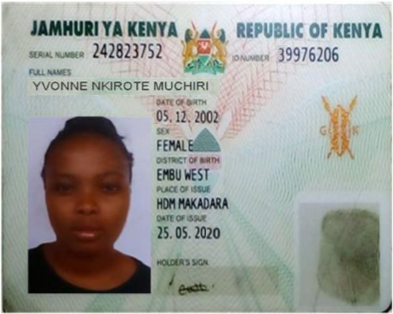 JAMHURI YA KENYA REPUBLIC OF KENYA
SERIAL NUMBER 242823752 ID NUMBER 39976206
FULL NAMES
YVONNE NKIROTE MUCHIRI
DATE OF BIRTH
05. 12. 2002
SEX
FEMALE
DISTRICT OF BIRTH
EMBU WEST
PLACE OF ISSUE
HDM MAKADARA
DATE OF ISSUE
25. 05. 2020
HOLDER'S SIGN.